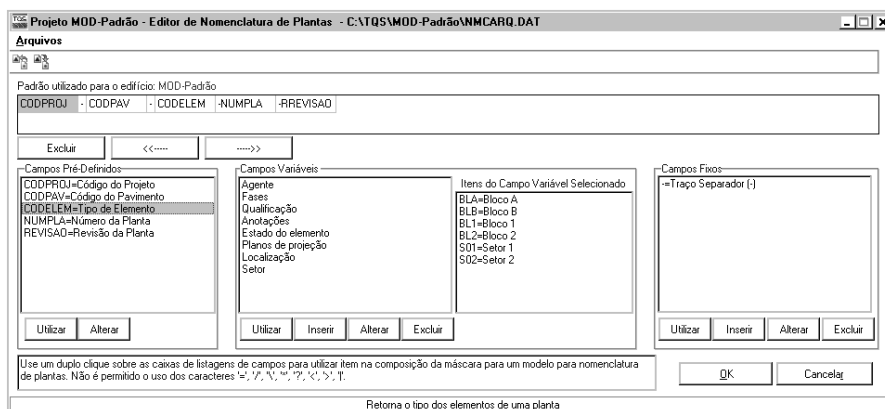 Projeto MOD-Padrão - Editor de Nomenclatura de Plantas - C:\TQS\MOD-Padrão\NMCARQ.DAT
Arquivos
Padrão utilizado para o edifício: MOD-Padrão
CODPROJ - CODPAV - CODELEM -NUMPLA -RREVISAO
Excluir <<----- ----->>
Campos Pré-Definidos
CODPROJ=Código do Projeto
CODPAV=Código do Pavimento
CODELEM=Tipo de Elemento
NUMPLA=Número da Planta
REVISAO=Revisão da Planta
Utilizar Alterar
Campos Variáveis
Agente
Fases
Qualificação
Anotações
Estado do elemento
Planos de projeção
Localização
Setor
Itens do Campo Variável Selecionado
BLA=Bloco A
BLB=Bloco B
BL1=Bloco 1
BL2=Bloco 2
S01=Setor 1
S02=Setor 2
Utilizar Inserir Alterar Excluir
Campos Fixos
-=Traço Separador (-)
Utilizar Inserir Alterar Excluir
Use um duplo clique sobre as caixas de listagens de campos para utilizar item na composição da máscara para um modelo para nomenclatura
de plantas. Não é permitido o uso dos caracteres '=', '/', '\', '*', '?', '<', '>', '|'.
OK Cancelar
Retorna o tipo dos elementos de uma planta